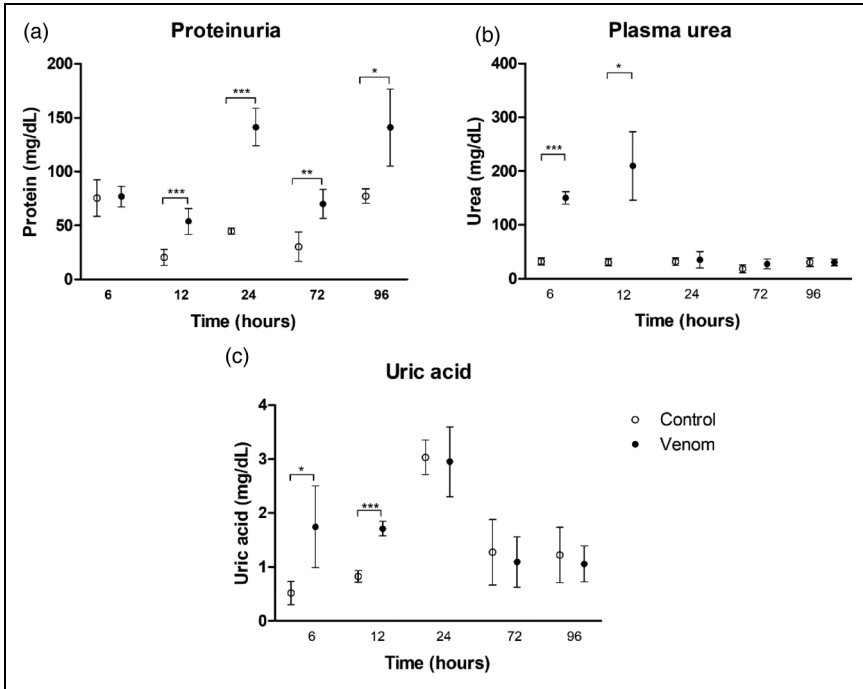 (a)
Proteinuria
200
150
100
50
0
Protein (mg/dL)
***
***
**
*
6 12 24 72 96
Time (hours)
(b)
Plasma urea
400
300
200
100
0
Urea (mg/dL)
***
*
6 12 24 72 96
Time (hours)
(c)
Uric acid
4
3
2
1
0
Uric acid (mg/dL)
*
***
6 12 24 72 96
Time (hours)
Control
Venom